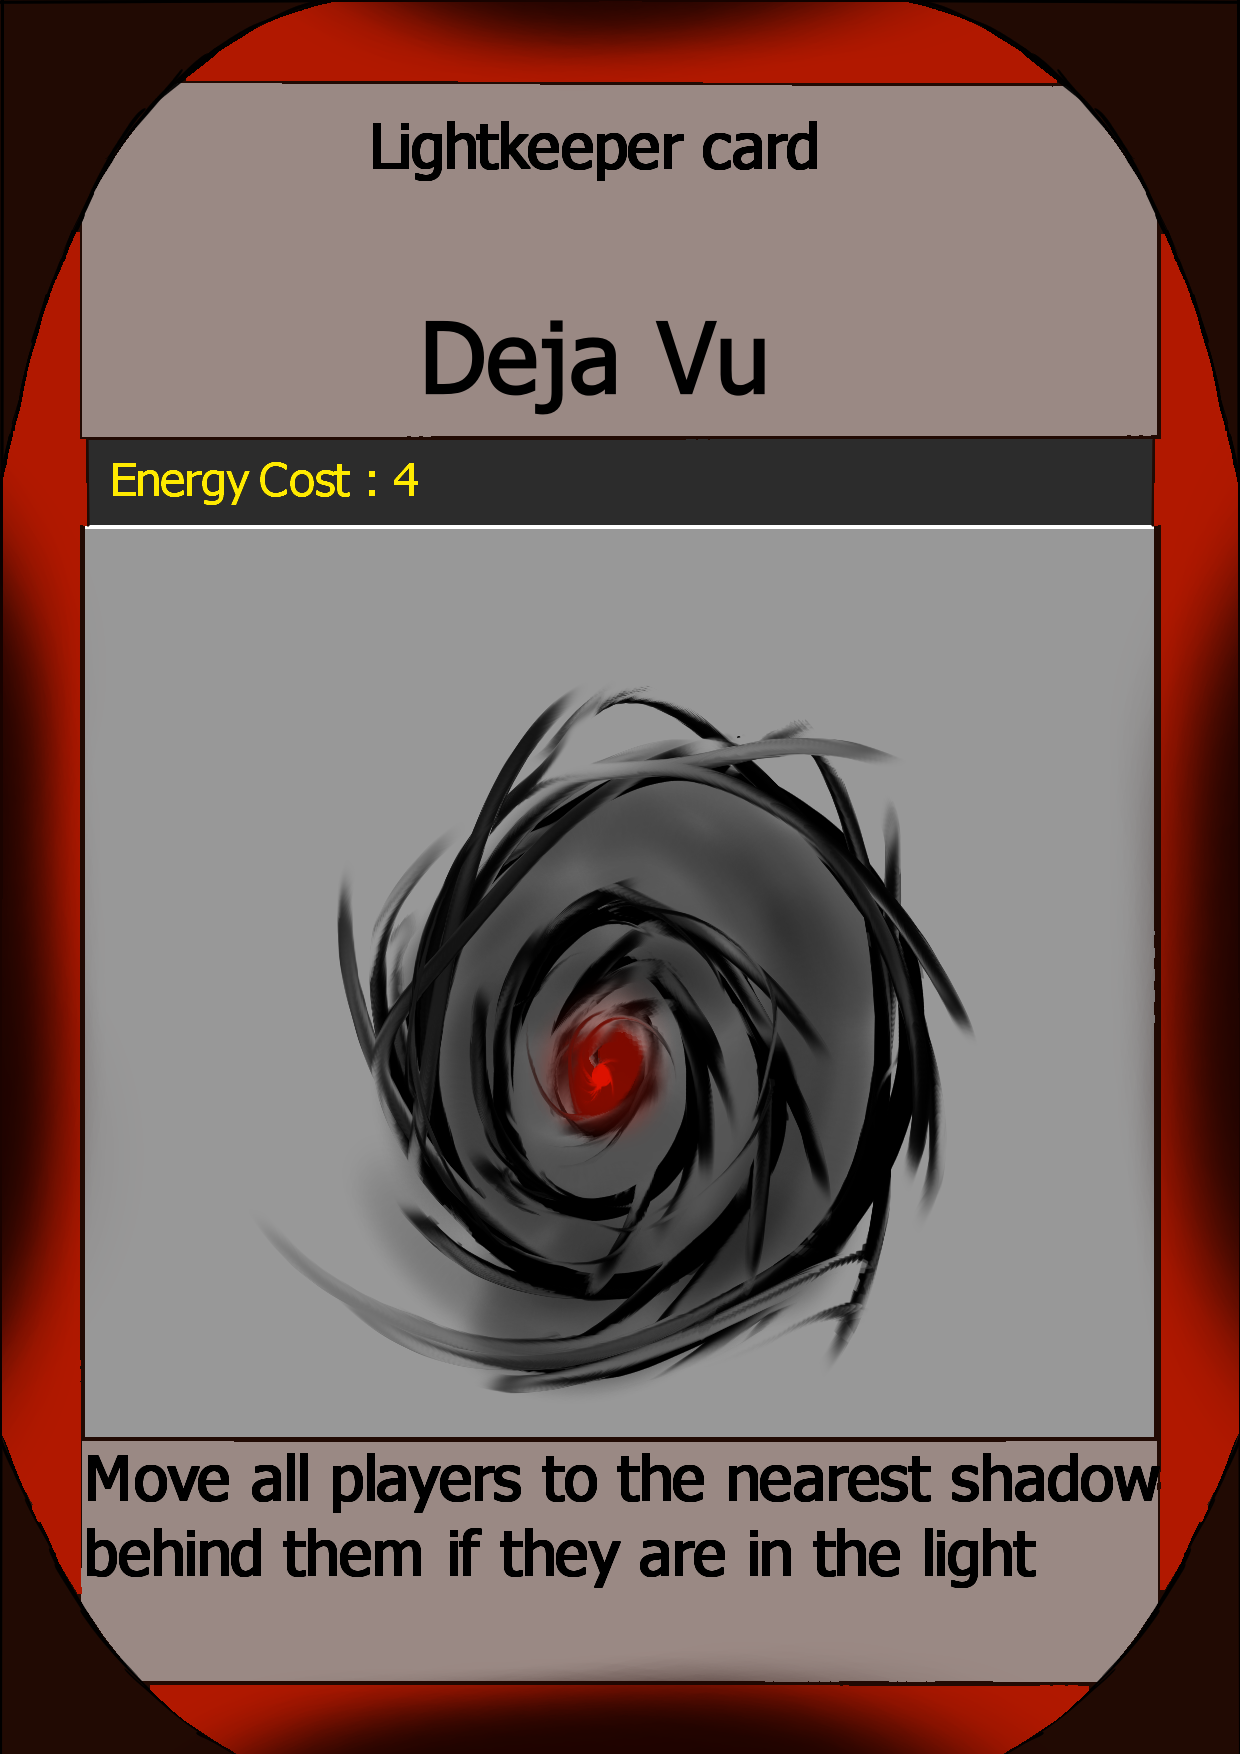 Lightkeeper card
Deja Vu
Energy Cost : 4
Move all players to the nearest shadow
behind them if they are in the light